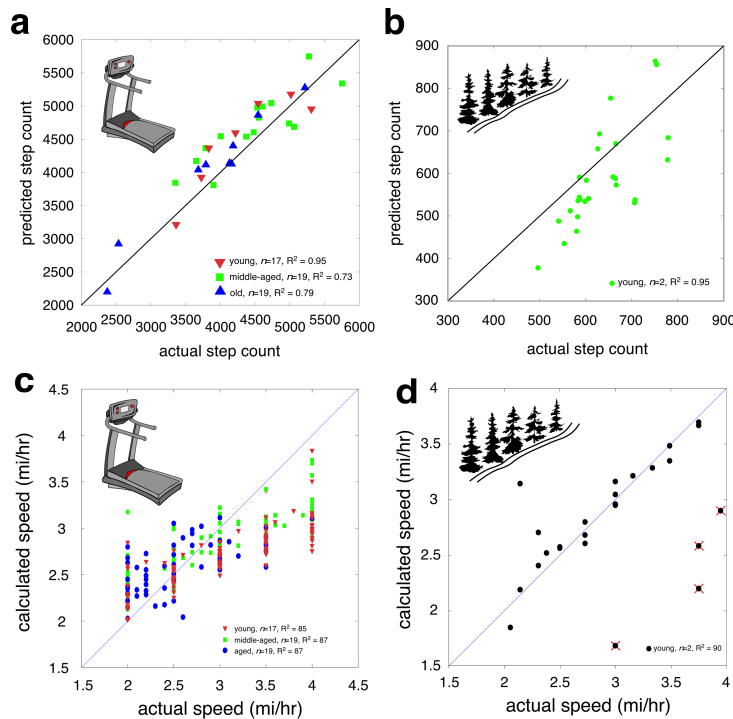 a
6000
5500
5000
4500
4000
3500
3000
2500
2000
2000 2500 3000 3500 4000 4500 5000 5500 6000
predicted step count
actual step count
young, n=17, R² = 0.95
middle-aged, n=19, R² = 0.73
old, n=19, R² = 0.79
b
900
800
700
600
500
400
300
300 400 500 600 700 800 900
predicted step count
actual step count
young, n=2, R² = 0.95
c
4.5
4
3.5
3
2.5
2
1.5
1.5 2 2.5 3 3.5 4 4.5
calculated speed (mi/hr)
actual speed (mi/hr)
young, n=17, R² = 85
middle-aged, n=19, R² = 87
aged, n=19, R² = 87
d
4
3.5
3
2.5
2
1.5
1.5 2 2.5 3 3.5 4
calculated speed (mi/hr)
actual speed (mi/hr)
young, n=2, R² = 90